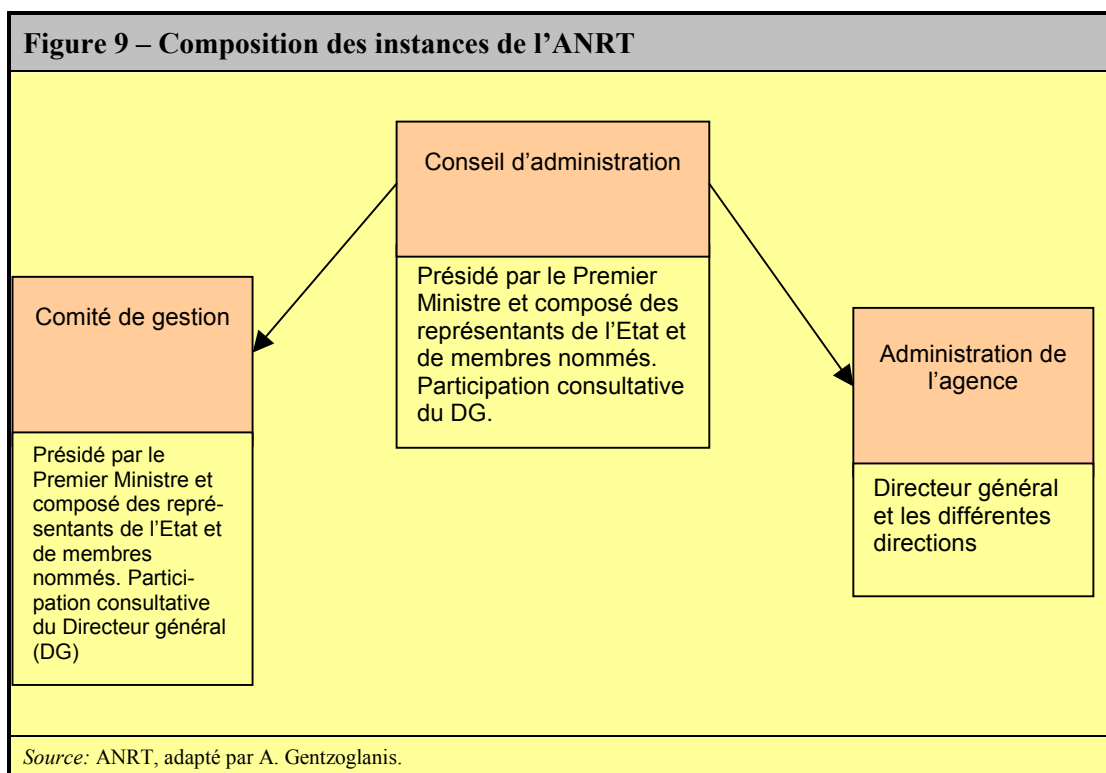 Figure 9 – Composition des instances de l’ANRT
Conseil d’administration
Présidé par le Premier
Ministre et composé des
représentants de l’Etat et
de membres nommés.
Participation consultative
du DG.
Comité de gestion
Présidé par le
Premier Ministre et
composé des repré-
sentants de l’Etat et
de membres
nommés. Partici-
pation consultative
du Directeur général
(DG)
Administration de
l’agence
Directeur général
et les différentes
directions
Source: ANRT, adapté par A. Gentzoglanis.